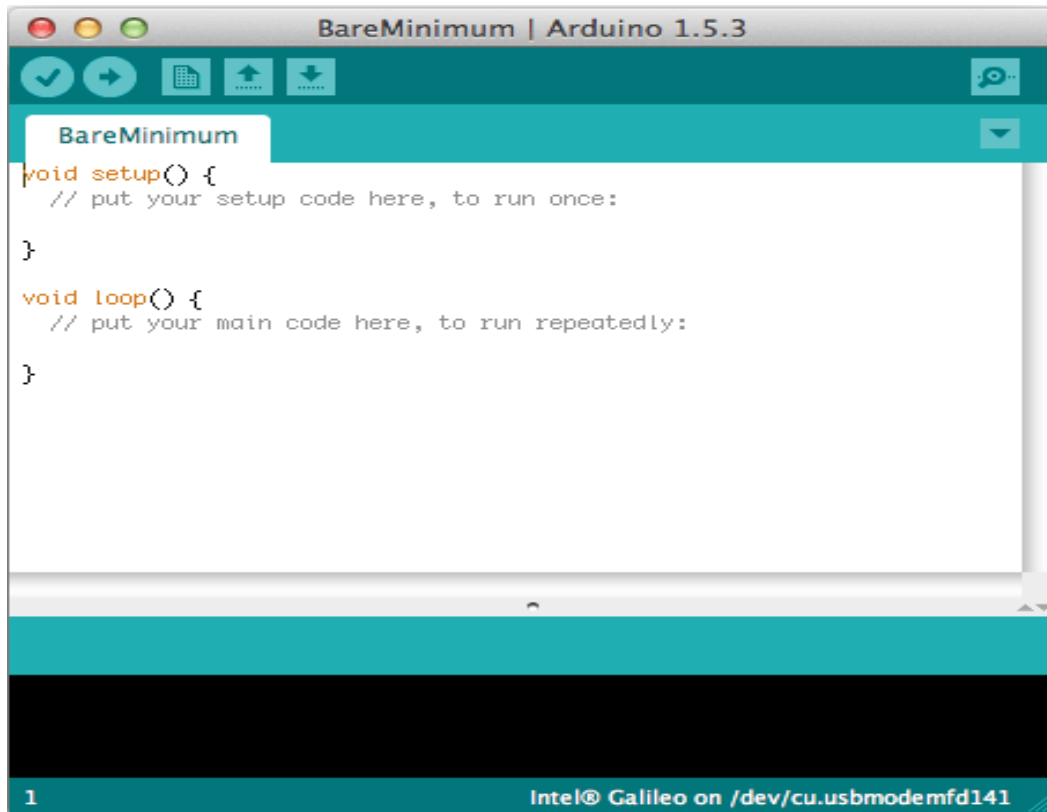 BareMinimum | Arduino 1.5.3
BareMinimum
void setup() {
  // put your setup code here, to run once:
}
void loop() {
  // put your main code here, to run repeatedly:
}
1 Intel® Galileo on /dev/cu.usbmodemfd141